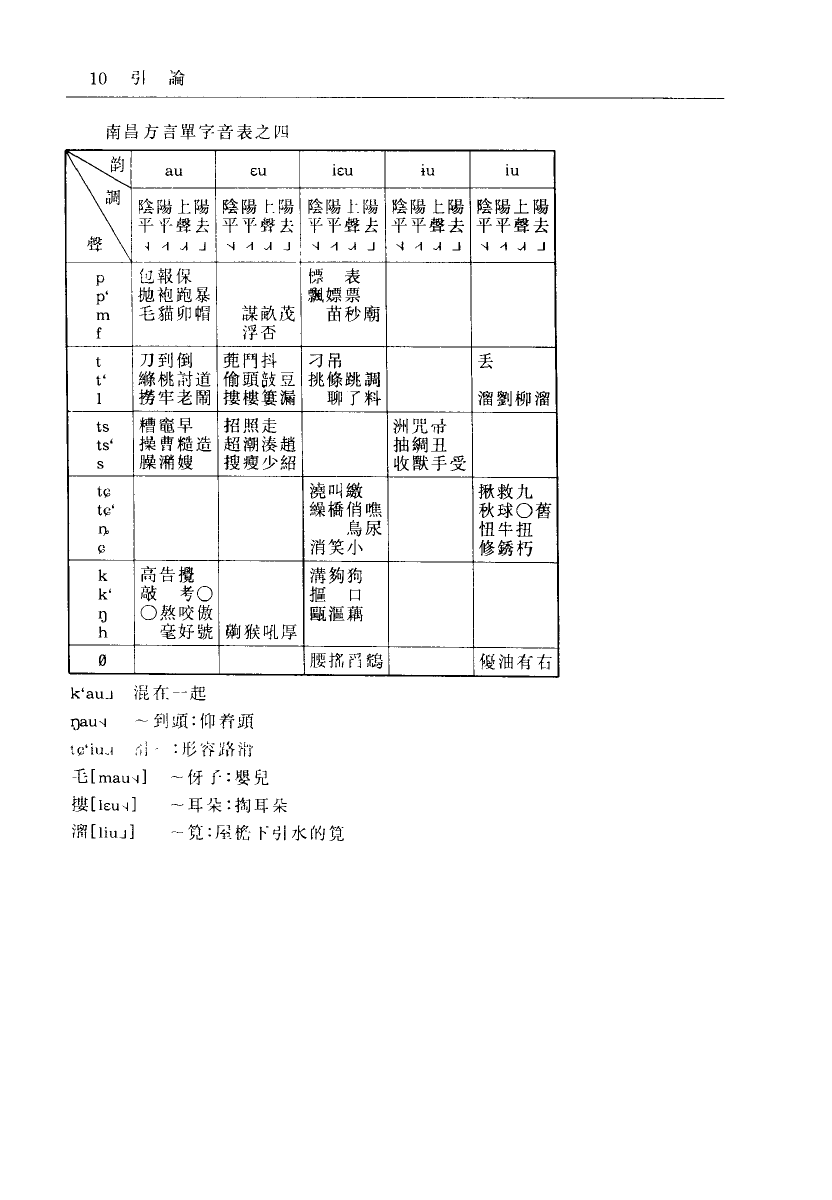 10 引 論
南昌方言單字音表之四
韵 au ɛu iɛu ɨu iu
調 陰陽上陽 陰陽上陽 陰陽上陽 陰陽上陽 陰陽上陽
聲 平平聲去 平平聲去 平平聲去 平平聲去 平平聲去
p 包報保 慓 表
p‘ 拋袍跑暴 飄嫖票
m 毛貓卯帽 謀畝茂 苗秒廟
f 浮否
t 刀到倒 蔸鬥抖 刁吊 丟
t‘ 絛桃討道 偷頭敨豆 挑條跳調
l 撈牢老鬧 摟樓簍漏 聊了料 溜劉柳溜
ts 糟竈早 招照走 洲咒帚
ts‘ 操曹糙造 超潮湊趙 抽綢丑
s 臊潲嫂 搜瘦少紹 收獸手受
tɕ 澆叫繳 揪救九
tɕ‘ 繰橋俏噍 秋球〇舊
ȵ 鳥尿 忸牛扭
ɕ 消笑小 修銹朽
k 高告攪 溝夠狗
k‘ 敲 考〇 摳 口
ŋ 〇熬咬傲 甌漚藕
h 毫好號 猴吼厚
ø 腰搖舀鷂 優油有右
k‘au˩ 混在一起
ŋau ~到頭:仰着頭
tɕ‘iu :形容路滑
毛[mau] ~伢子:嬰兒
摟[lɛu] ~耳朵:掏耳朵
溜[liu˩] ~筧:屋檐下引水的筧